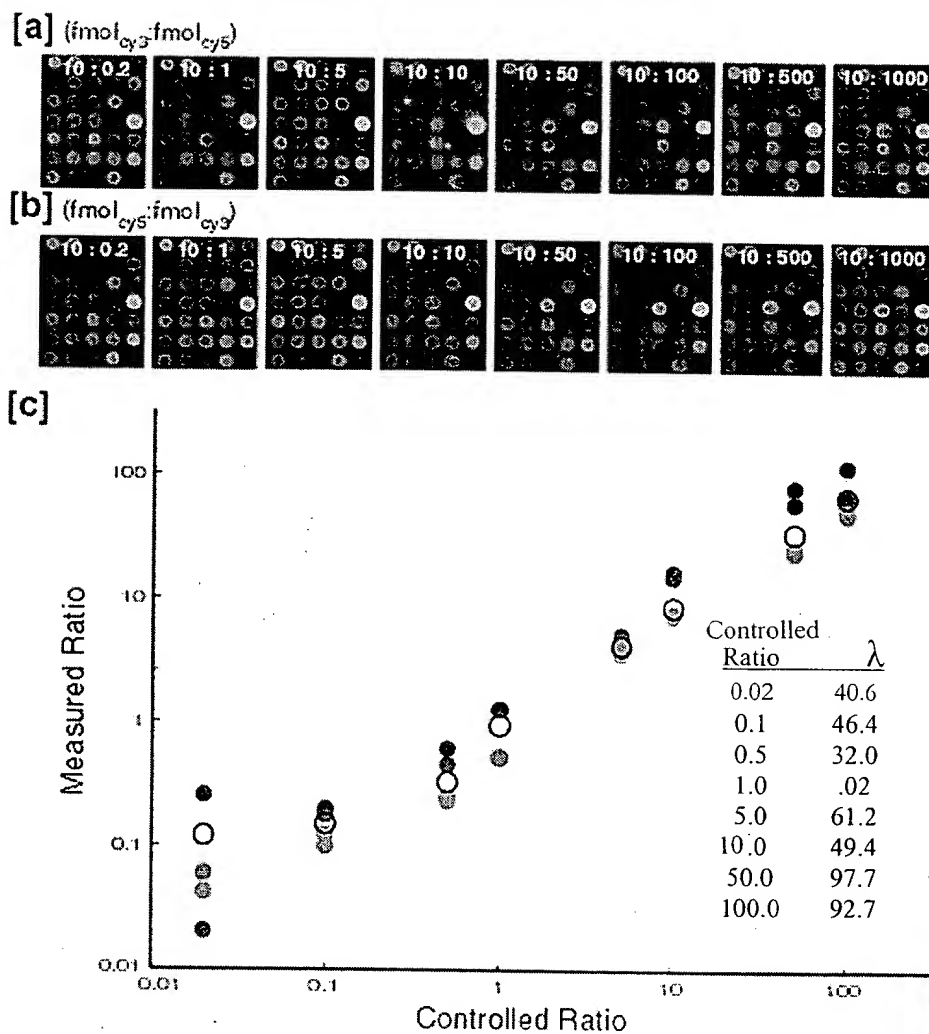 [a] (fmolcy3:fmolcy5)
10 : 0.2 10 : 1 10 : 5 10 : 10 10 : 50 10 : 100 10 : 500 10 : 1000
[b] (fmolcy5:fmolcy3)
10 : 0.2 10 : 1 10 : 5 10 : 10 10 : 50 10 : 100 10 : 500 10 : 1000
[c]
100
10
1
0.1
0.01
Measured Ratio
Controlled
Ratio λ
0.02 40.6
0.1 46.4
0.5 32.0
1.0 .02
5.0 61.2
10.0 49.4
50.0 97.7
100.0 92.7
0.01 0.1 1 10 100
Controlled Ratio